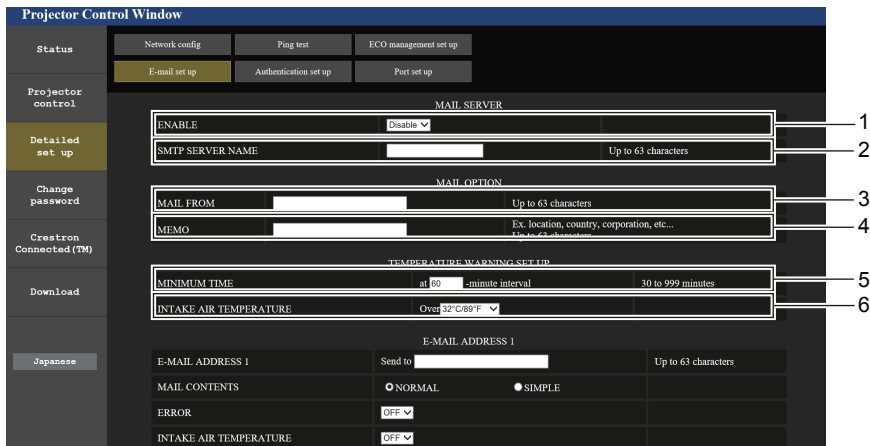 Projector Control Window
Status
Projector
control
Detailed
set up
Change
password
Crestron
Connected(TM)
Download
Japanese
Network config Ping test ECO management set up
E-mail set up Authentication set up Port set up
MAIL SERVER
ENABLE Disable 1
SMTP SERVER NAME Up to 63 characters 2
MAIL OPTION
MAIL FROM Up to 63 characters 3
MEMO Ex. location, country, corporation, etc... 4
Up to 63 characters
TEMPERATURE WARNING SET UP
MINIMUM TIME at 60 -minute interval 30 to 999 minutes 5
INTAKE AIR TEMPERATURE Over 32°C/89°F 6
E-MAIL ADDRESS 1
E-MAIL ADDRESS 1 Send to Up to 63 characters
MAIL CONTENTS NORMAL SIMPLE
ERROR OFF
INTAKE AIR TEMPERATURE OFF